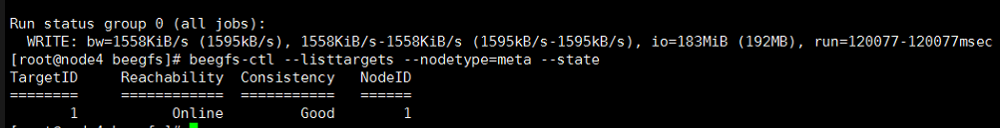 Run status group 0 (all jobs):
WRITE: bw=1558KiB/s (1595kB/s), 1558KiB/s-1558KiB/s (1595kB/s-1595kB/s), io=183MiB (192MB), run=120077-120077msec
[root@node4 beegfs]# beegfs-ctl --listtargets --nodetype=meta --state
TargetID     Reachability  Consistency   NodeID
========     ============  ===========   ======
1           Online         Good        1